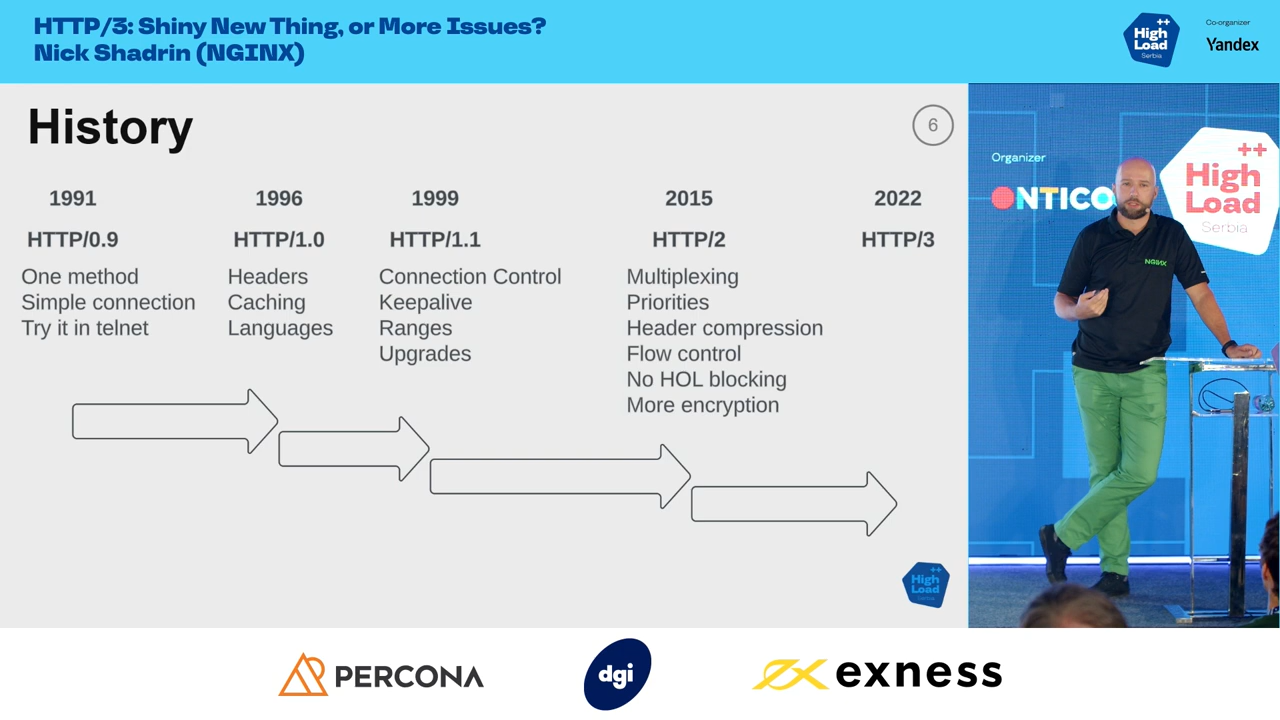 HTTP/3: Shiny New Thing, or More Issues?
Nick Shadrin (NGINX)
++
High
Load
Serbia
Co-organizer
Yandex
History
6
1991
1996
1999
2015
2022
HTTP/0.9
HTTP/1.0
HTTP/1.1
HTTP/2
HTTP/3
One method
Simple connection
Try it in telnet
Headers
Caching
Languages
Connection Control
Keepalive
Ranges
Upgrades
Multiplexing
Priorities
Header compression
Flow control
No HOL blocking
More encryption
++
High
Load
Serbia
Organizer
ONTICO
++
High
Load
Serbia
NGINX
PERCONA
dgi
exness